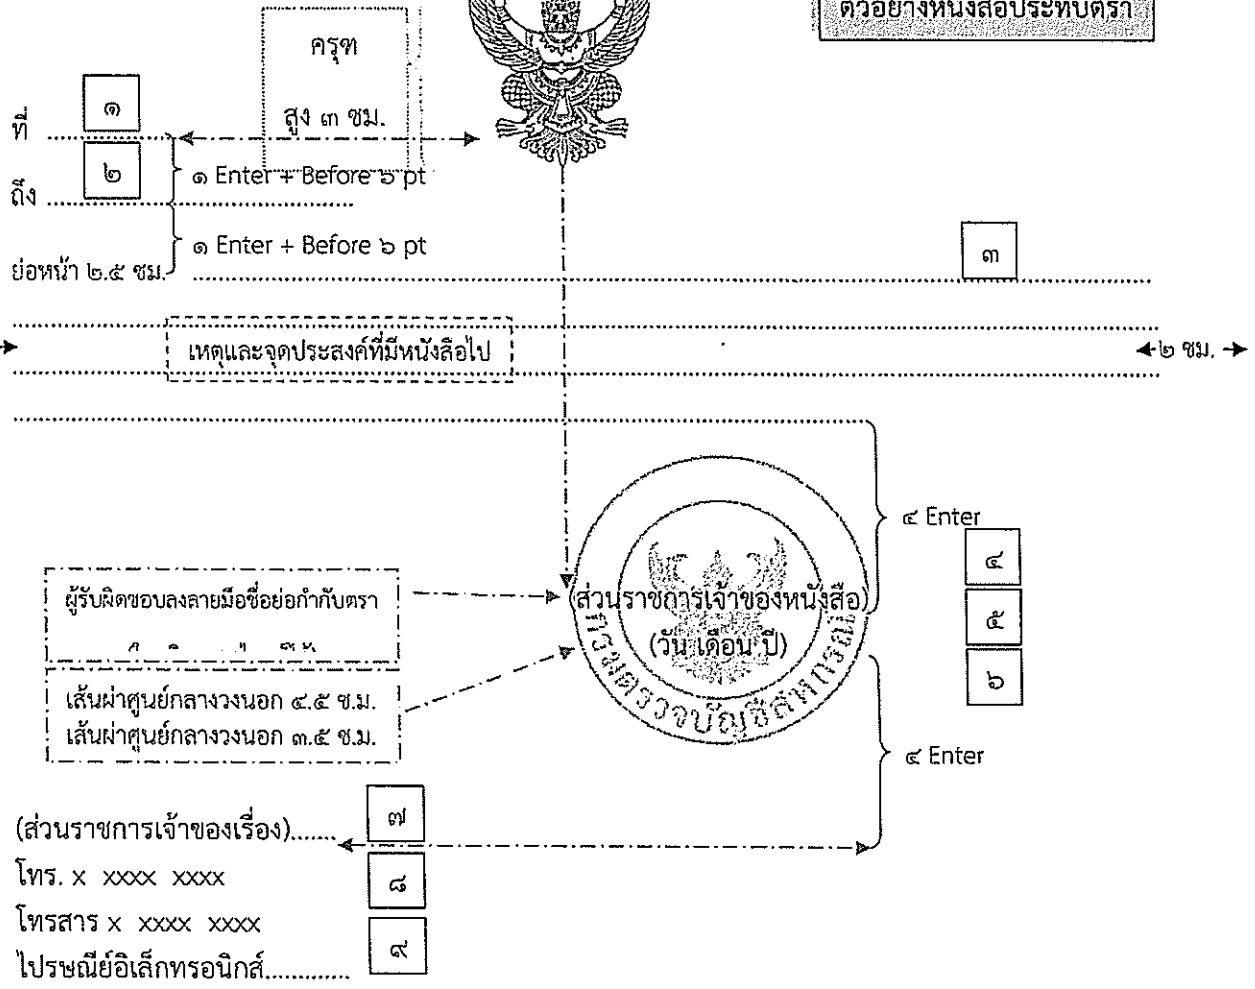 ตัวอย่างหนังสือประทับตรา
ครุฑ
สูง ๓ ซม.
ที่ ..................
๑
ถึง ............................................
๒
๑ Enter + Before ๖ pt
๑ Enter + Before ๖ pt
๓
ย่อหน้า ๒.๕ ซม.
เหตุและจุดประสงค์ที่มีหนังสือไป
๒ ซม.
๔ Enter
๔
๕
๖
ผู้รับผิดชอบลงลายมือชื่อย่อกำกับตรา
(ส่วนราชการเจ้าของหนังสือ)
(วัน เดือน ปี)
กรมตรวจบัญชีสหกรณ์
เส้นผ่าศูนย์กลางวงนอก ๔.๕ ซ.ม.
เส้นผ่าศูนย์กลางวงนอก ๓.๕ ซ.ม.
๔ Enter
(ส่วนราชการเจ้าของเรื่อง).......
๗
โทร. x xxxx xxxx
๘
โทรสาร x xxxx xxxx
๙
ไปรษณีย์อิเล็กทรอนิกส์.............